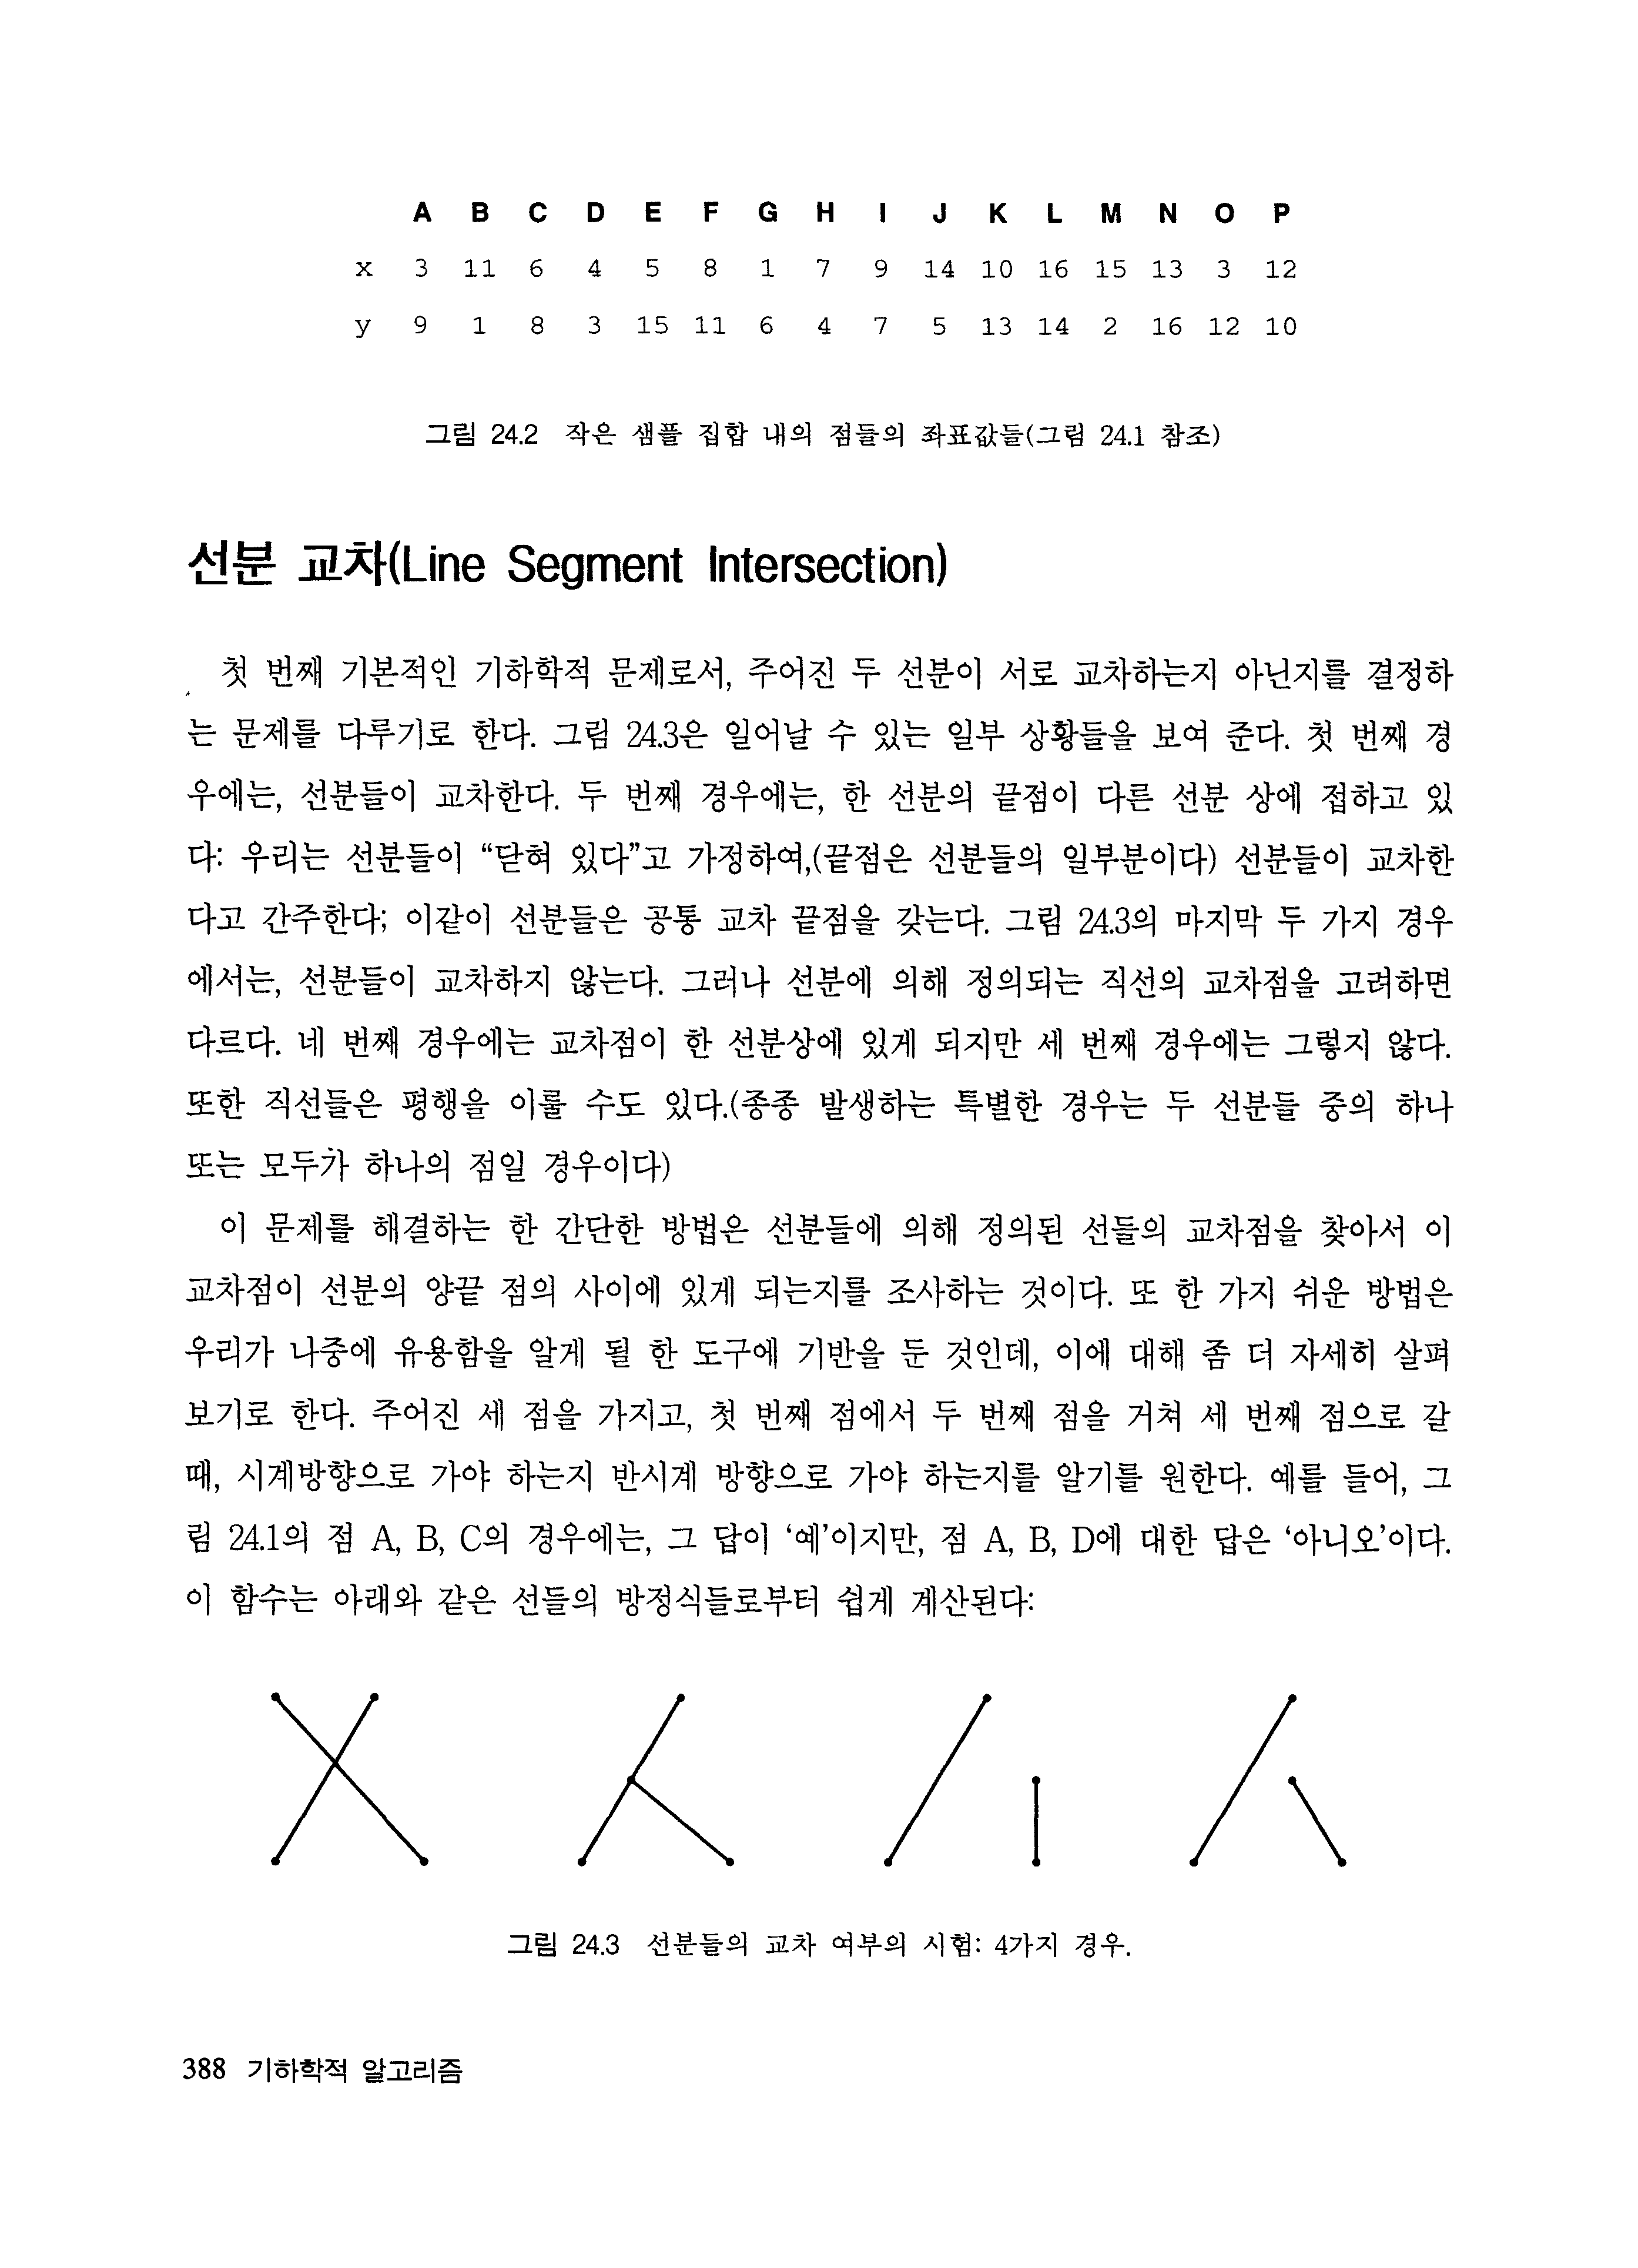 A B C D E F G H I J K L M N O P
x 3 11 6 4 5 8 1 7 9 14 10 16 15 13 3 12
y 9 1 8 3 15 11 6 4 7 5 13 14 2 16 12 10
그림 24.2 작은 샘플 집합 내의 점들의 좌표값들(그림 24.1 참조)
선분 교차(Line Segment Intersection)
첫 번째 기본적인 기하학적 문제로서, 주어진 두 선분이 서로 교차하는지 아닌지를 결정하
는 문제를 다루기로 한다. 그림 24.3은 일어날 수 있는 일부 상황들을 보여 준다. 첫 번째 경
우에는, 선분들이 교차한다. 두 번째 경우에는, 한 선분의 끝점이 다른 선분 상에 접하고 있
다: 우리는 선분들이 “닫혀 있다”고 가정하여,(끝점은 선분들의 일부분이다) 선분들이 교차한
다고 간주한다; 이같이 선분들은 공통 교차 끝점을 갖는다. 그림 24.3의 마지막 두 가지 경우
에서는, 선분들이 교차하지 않는다. 그러나 선분에 의해 정의되는 직선의 교차점을 고려하면
다르다. 네 번째 경우에는 교차점이 한 선분상에 있게 되지만 세 번째 경우에는 그렇지 않다.
또한 직선들은 평행을 이룰 수도 있다.(종종 발생하는 특별한 경우는 두 선분들 중의 하나
또는 모두가 하나의 점일 경우이다)
이 문제를 해결하는 한 간단한 방법은 선분들에 의해 정의된 선들의 교차점을 찾아서 이
교차점이 선분의 양끝 점의 사이에 있게 되는지를 조사하는 것이다. 또 한 가지 쉬운 방법은
우리가 나중에 유용함을 알게 될 한 도구에 기반을 둔 것인데, 이에 대해 좀 더 자세히 살펴
보기로 한다. 주어진 세 점을 가지고, 첫 번째 점에서 두 번째 점을 거쳐 세 번째 점으로 갈
때, 시계방향으로 가야 하는지 반시계 방향으로 가야 하는지를 알기를 원한다. 예를 들어, 그
림 24.1의 점 A, B, C의 경우에는, 그 답이 ‘예’이지만, 점 A, B, D에 대한 답은 ‘아니오’이다.
이 함수는 아래와 같은 선들의 방정식들로부터 쉽게 계산된다:
그림 24.3 선분들의 교차 여부의 시험: 4가지 경우.
388 기하학적 알고리즘